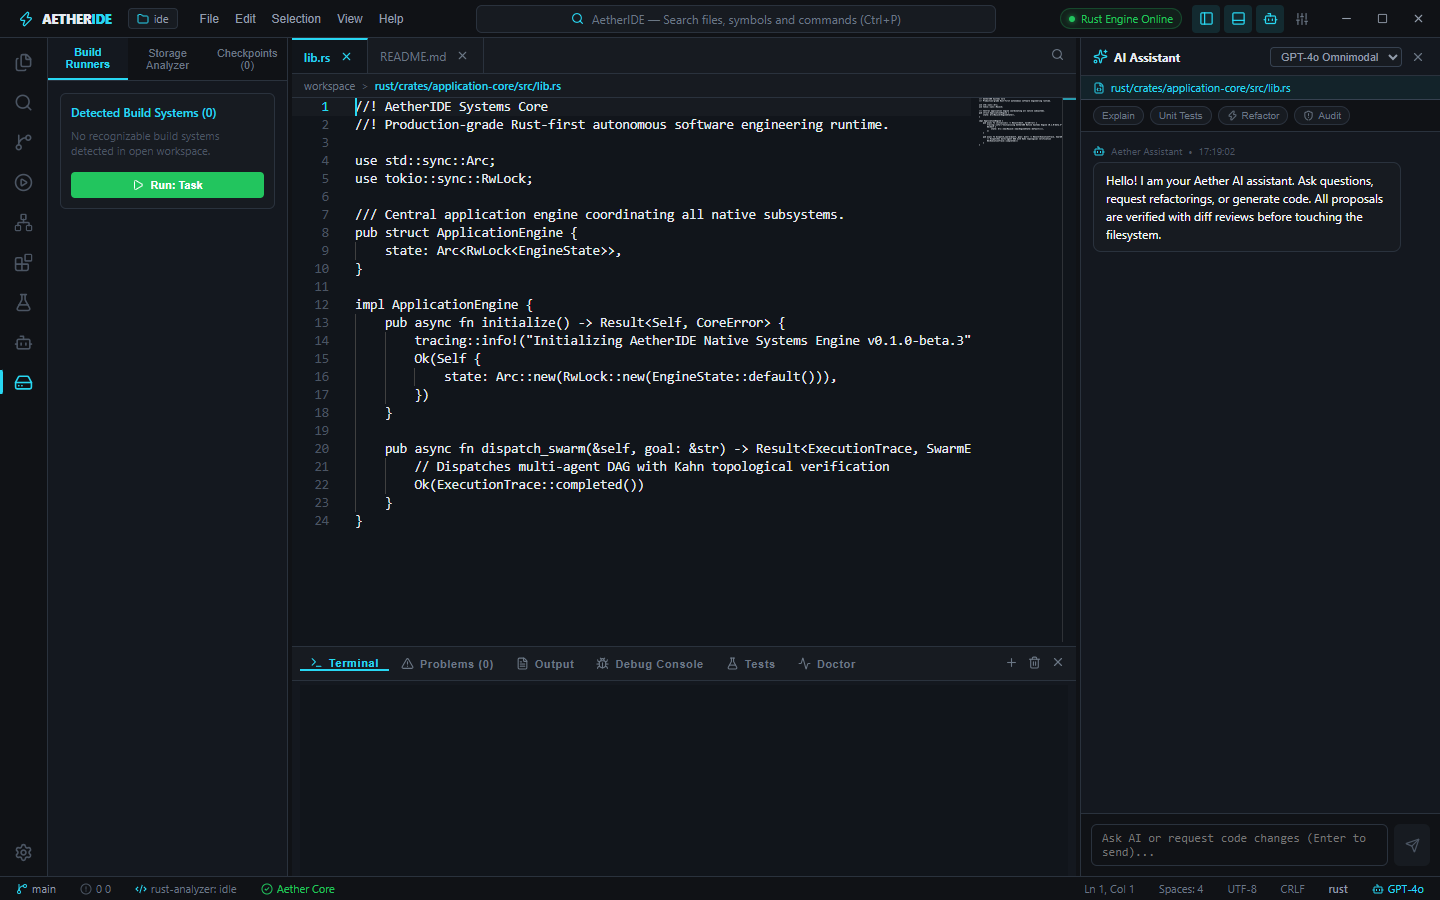 AETHERIDE
ide
File Edit Selection View Help
AetherIDE — Search files, symbols and commands (Ctrl+P)
Rust Engine Online
Build Runners
Storage Analyzer
Checkpoints (0)
Detected Build Systems (0)
No recognizable build systems
detected in open workspace.
Run: Task
lib.rs
README.md
workspace > rust/crates/application-core/src/lib.rs
1 //! AetherIDE Systems Core
2 //! Production-grade Rust-first autonomous software engineering runtime.
3
4 use std::sync::Arc;
5 use tokio::sync::RwLock;
6
7 /// Central application engine coordinating all native subsystems.
8 pub struct ApplicationEngine {
9 state: Arc<RwLock<EngineState>>,
10 }
11
12 impl ApplicationEngine {
13 pub async fn initialize() -> Result<Self, CoreError> {
14 tracing::info!("Initializing AetherIDE Native Systems Engine v0.1.0-beta.3"
15 Ok(Self {
16 state: Arc::new(RwLock::new(EngineState::default())),
17 })
18 }
19
20 pub async fn dispatch_swarm(&self, goal: &str) -> Result<ExecutionTrace, SwarmE
21 // Dispatches multi-agent DAG with Kahn topological verification
22 Ok(ExecutionTrace::completed())
23 }
24 }
Terminal
Problems (0)
Output
Debug Console
Tests
Doctor
AI Assistant
GPT-4o Omnimodal
rust/crates/application-core/src/lib.rs
Explain
Unit Tests
Refactor
Audit
Aether Assistant • 17:19:02
Hello! I am your Aether AI assistant. Ask questions,
request refactorings, or generate code. All proposals
are verified with diff reviews before touching the
filesystem.
Ask AI or request code changes (Enter to
send)...
main
0 0
rust-analyzer: idle
Aether Core
Ln 1, Col 1
Spaces: 4
UTF-8
CRLF
rust
GPT-4o